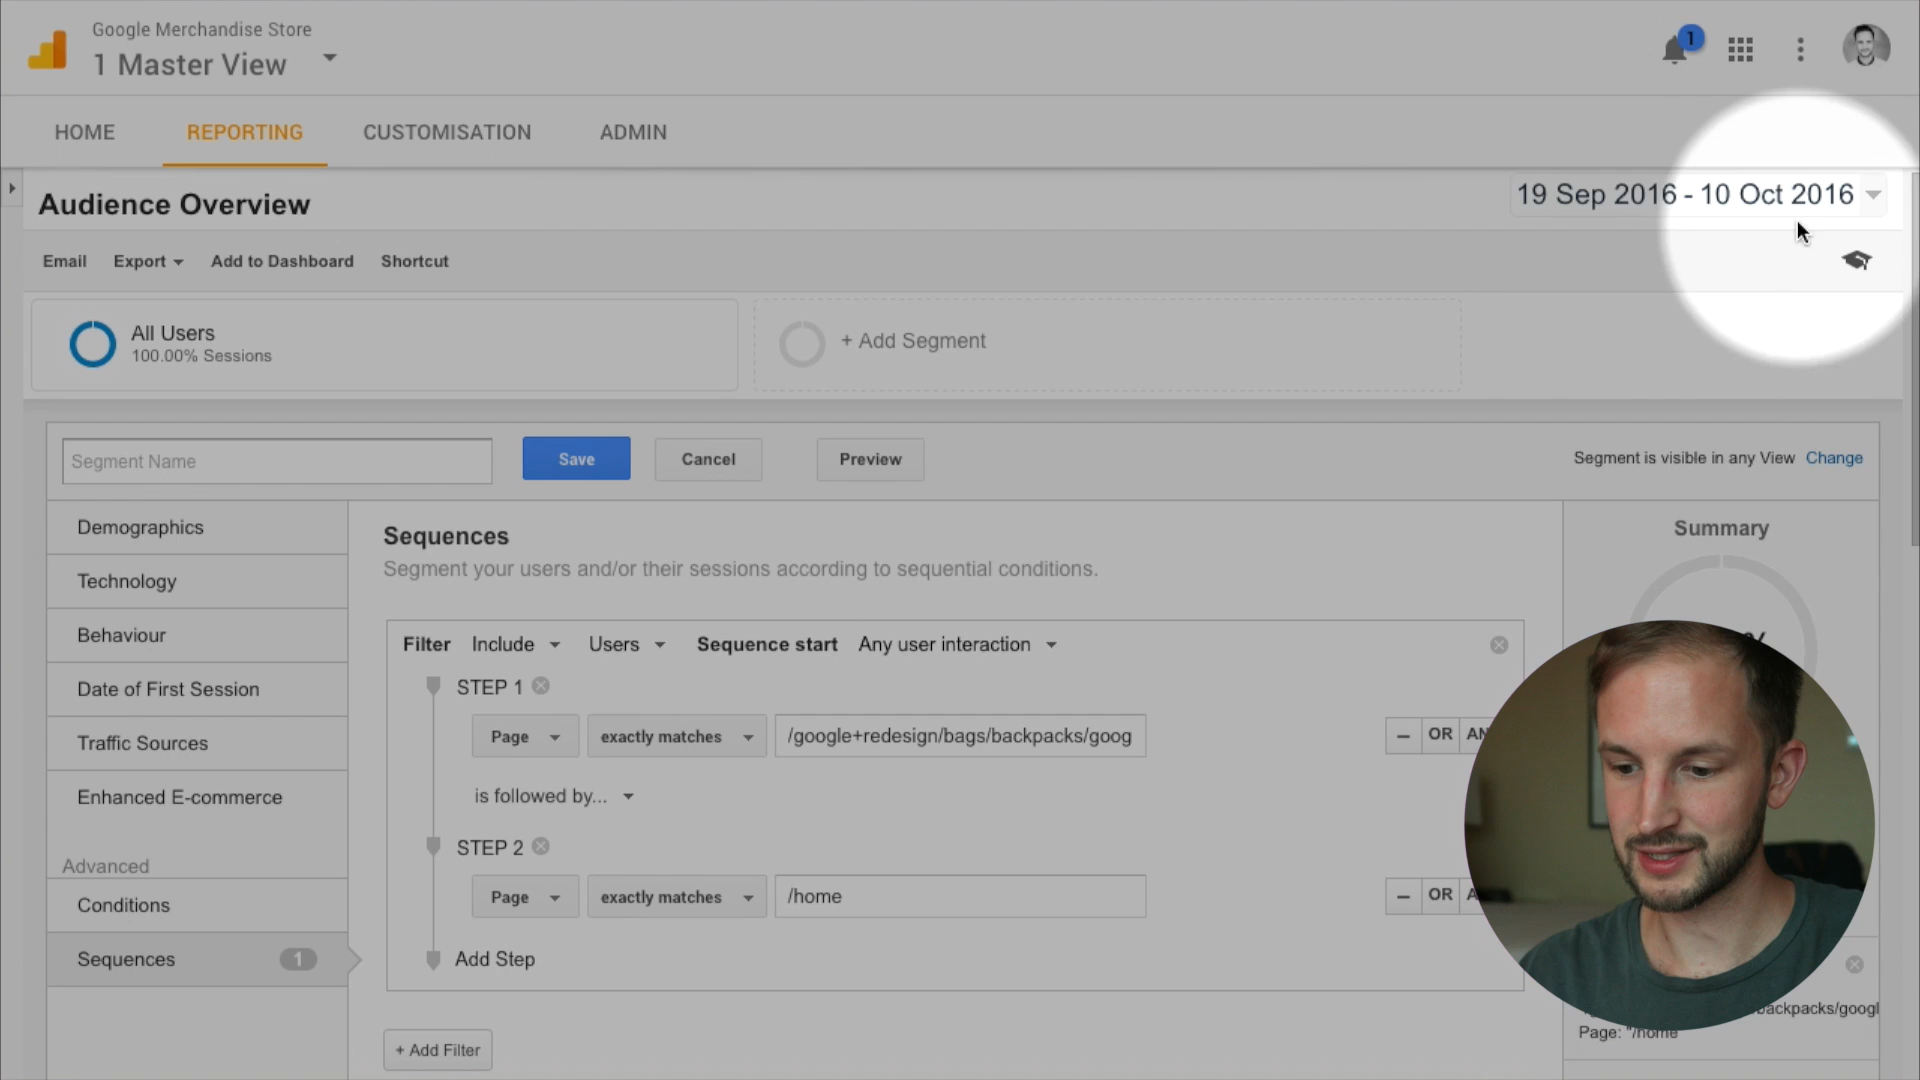 Google Merchandise Store
1 Master View
1
HOME REPORTING CUSTOMISATION ADMIN
Audience Overview
19 Sep 2016 - 10 Oct 2016
Email Export Add to Dashboard Shortcut
All Users
100.00% Sessions
+ Add Segment
Segment Name
Save Cancel Preview
Segment is visible in any View Change
Demographics
Technology
Behaviour
Date of First Session
Traffic Sources
Enhanced E-commerce
Advanced
Conditions
Sequences 1
Sequences
Segment your users and/or their sessions according to sequential conditions.
Filter Include Users Sequence start Any user interaction
STEP 1
Page exactly matches /google+redesign/bags/backpacks/goog
– OR
is followed by...
STEP 2
Page exactly matches /home
– OR
Add Step
+ Add Filter
Summary
backpacks/googl
Page: "/home